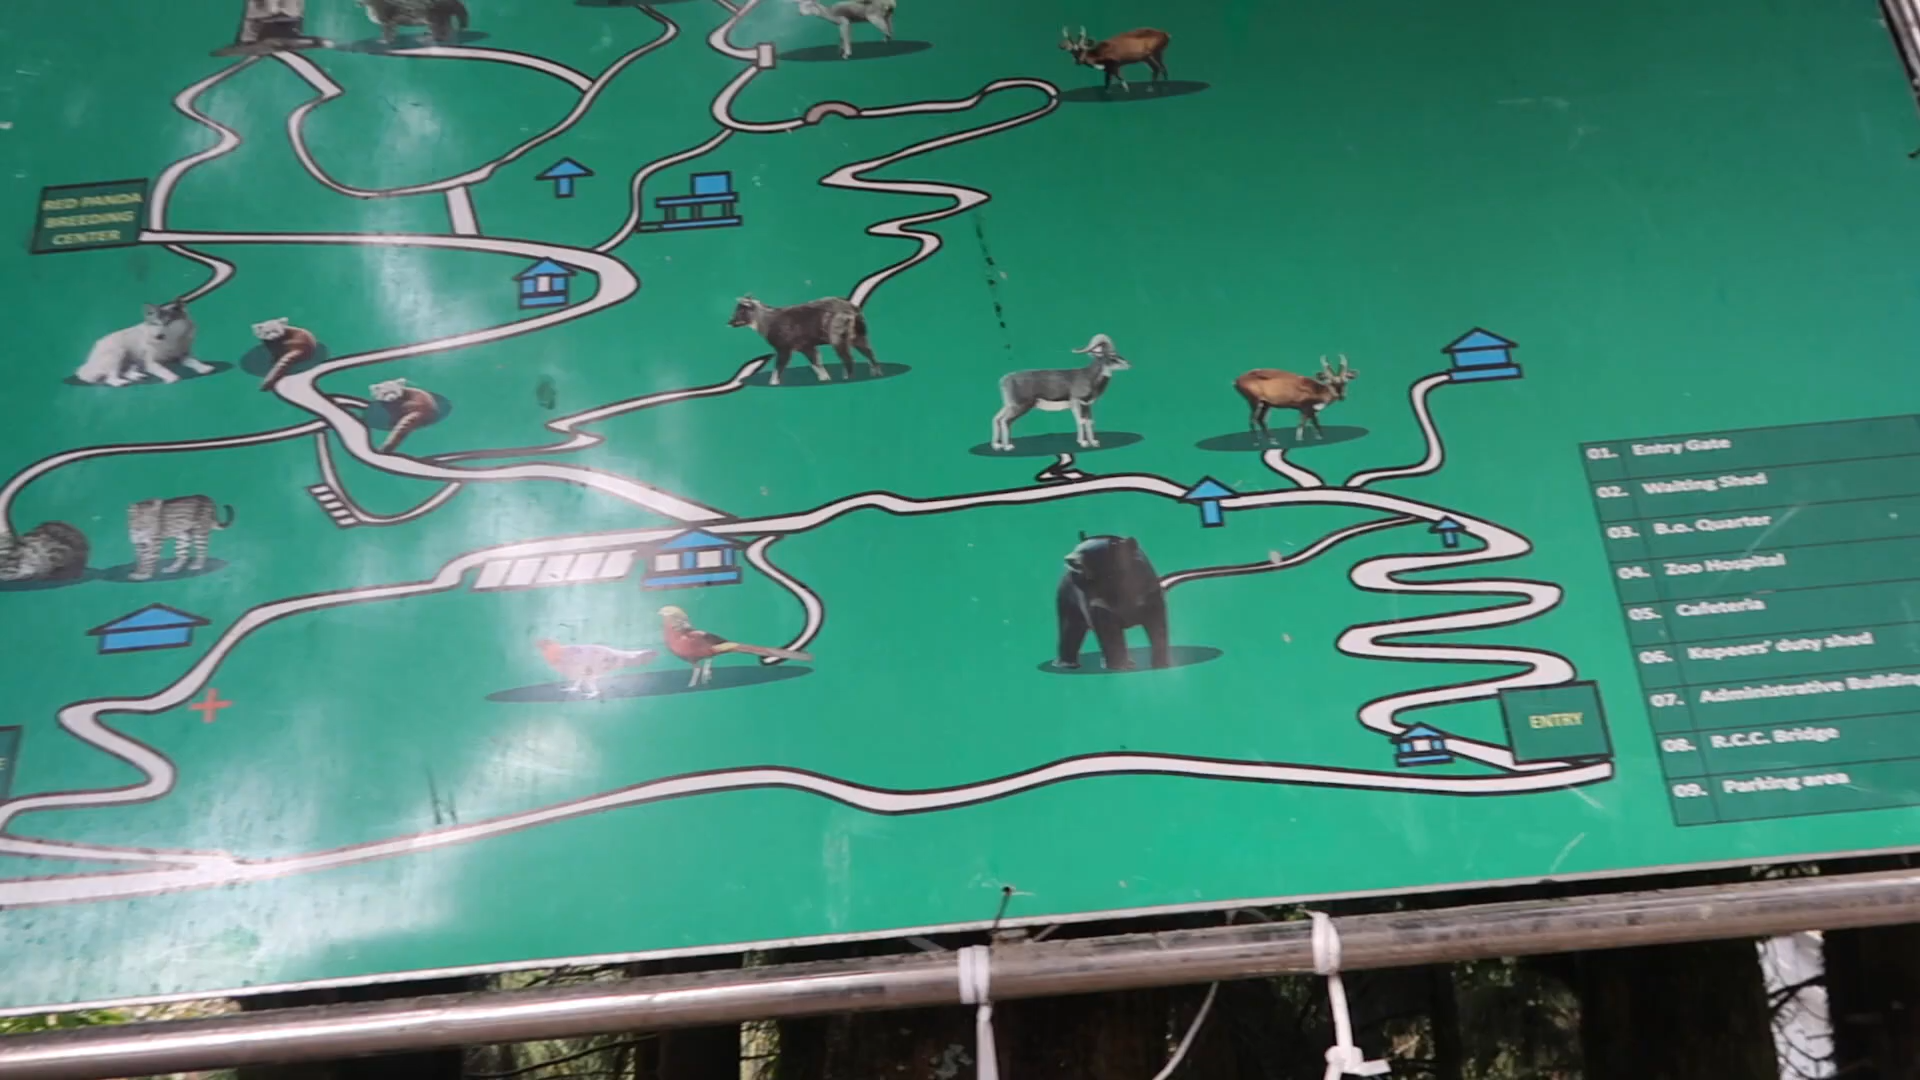 RED PANDA
BREEDING
CENTER
01. Entry Gate
02. Waiting Shed
03. B.o. Quarter
04. Zoo Hospital
05. Cafeteria
06. Kepeers' duty shed
07. Administrative Building
08. R.C.C. Bridge
09. Parking area
ENTRY